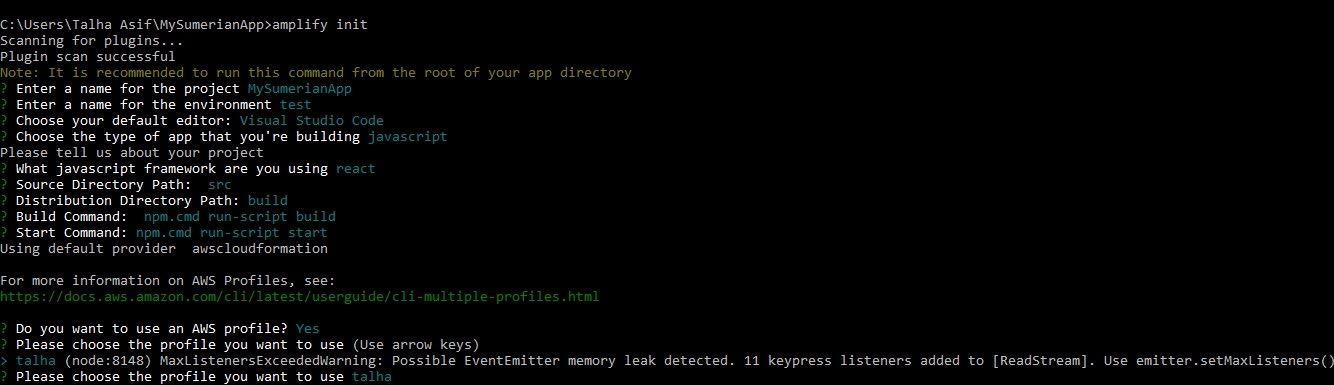 C:\Users\Talha Asif\MySumerianApp>amplify init
Scanning for plugins...
Plugin scan successful
Note: It is recommended to run this command from the root of your app directory
? Enter a name for the project MySumerianApp
? Enter a name for the environment test
? Choose your default editor: Visual Studio Code
? Choose the type of app that you're building javascript
Please tell us about your project
? What javascript framework are you using react
? Source Directory Path:  src
? Distribution Directory Path: build
? Build Command:  npm.cmd run-script build
? Start Command: npm.cmd run-script start
Using default provider  awscloudformation
For more information on AWS Profiles, see:
https://docs.aws.amazon.com/cli/latest/userguide/cli-multiple-profiles.html
? Do you want to use an AWS profile? Yes
? Please choose the profile you want to use (Use arrow keys)
> talha (node:8148) MaxListenersExceededWarning: Possible EventEmitter memory leak detected. 11 keypress listeners added to [ReadStream]. Use emitter.setMaxListeners()
? Please choose the profile you want to use talha